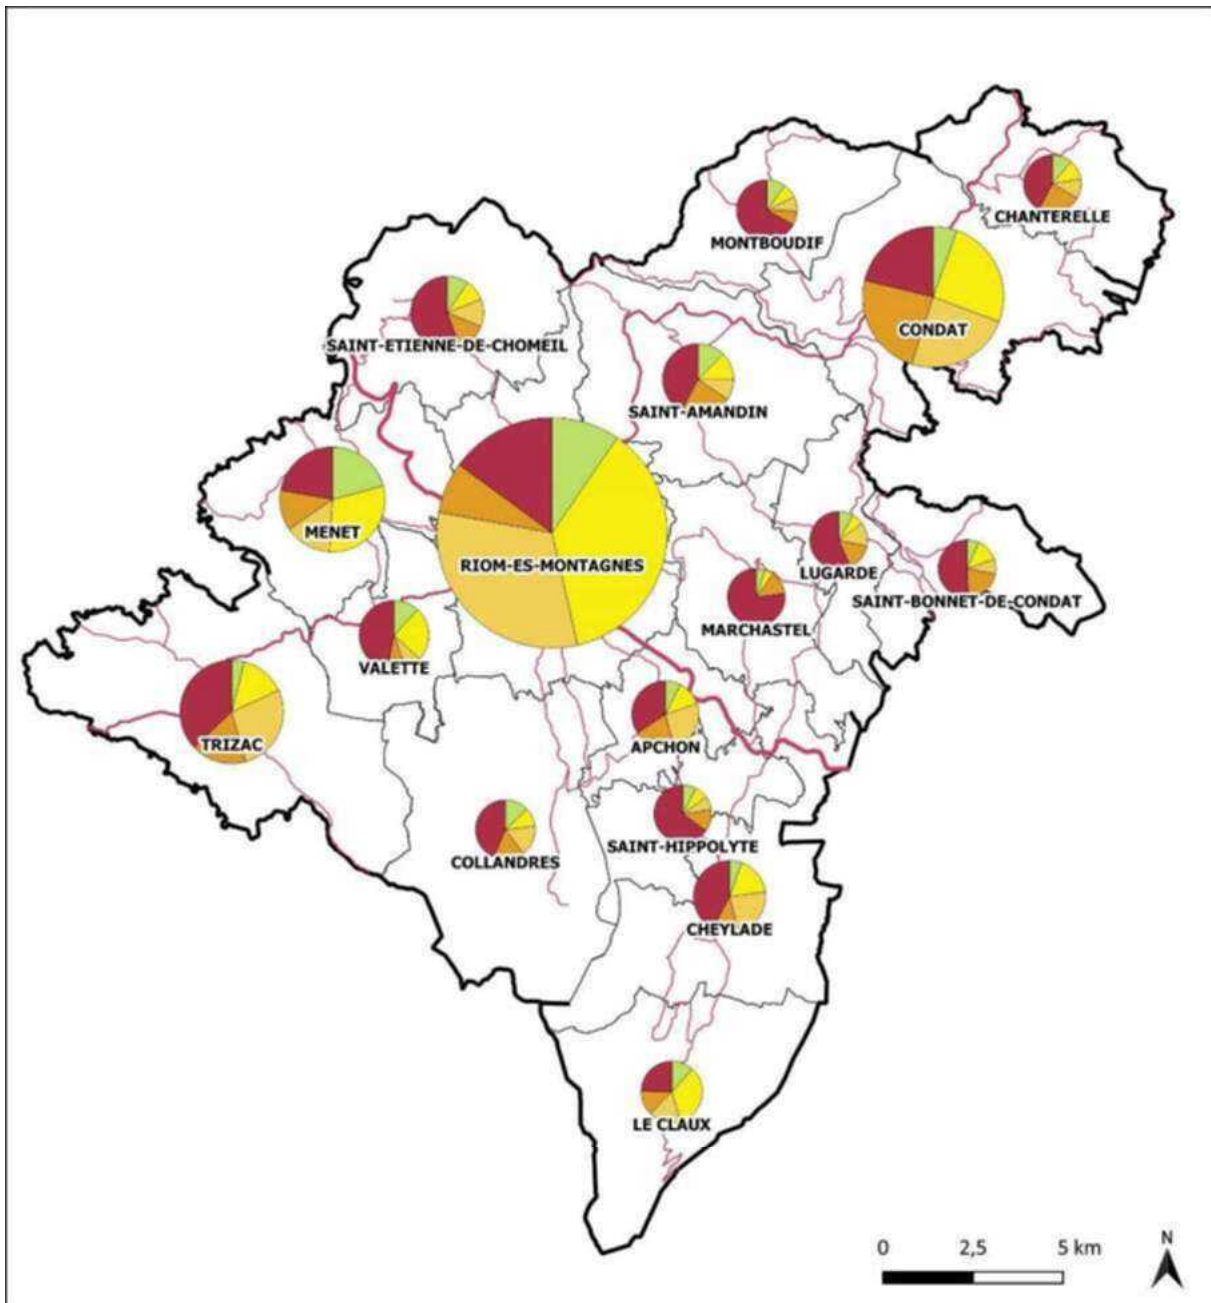 CHANTERELLE
MONTBOUDIF
CONDAT
SAINT-ETIENNE-DE-CHOMEIL
SAINT-AMANDIN
MENET
RIOM-ES-MONTAGNES
LUGARDE
SAINT-BONNET-DE-CONDAT
MARCHASTEL
VALETTE
TRIZAC
APCHON
SAINT-HIPPOLYTE
COLLANDRES
CHEYLADE
LE CLAUX
0 2,5 5 km
N